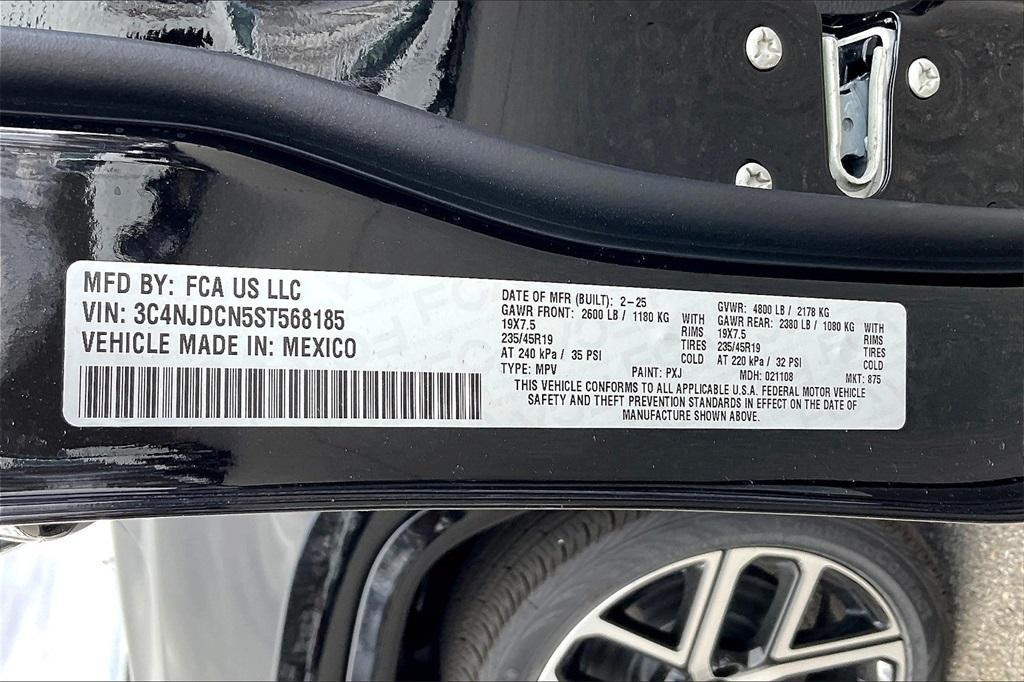 MFD BY: FCA US LLC
VIN: 3C4NJDCN5ST568185
VEHICLE MADE IN: MEXICO
DATE OF MFR (BUILT): 2-25
GAWR FRONT: 2600 LB / 1180 KG WITH
19X7.5 RIMS
235/45R19 TIRES
AT 240 kPa / 35 PSI COLD
GVWR: 4800 LB / 2178 KG
GAWR REAR: 2380 LB / 1080 KG WITH
19X7.5 RIMS
235/45R19 TIRES
AT 220 kPa / 32 PSI COLD
TYPE: MPV PAINT: PXJ MDH: 021108 MKT: 875
THIS VEHICLE CONFORMS TO ALL APPLICABLE U.S.A. FEDERAL MOTOR VEHICLE
SAFETY AND THEFT PREVENTION STANDARDS IN EFFECT ON THE DATE OF
MANUFACTURE SHOWN ABOVE.